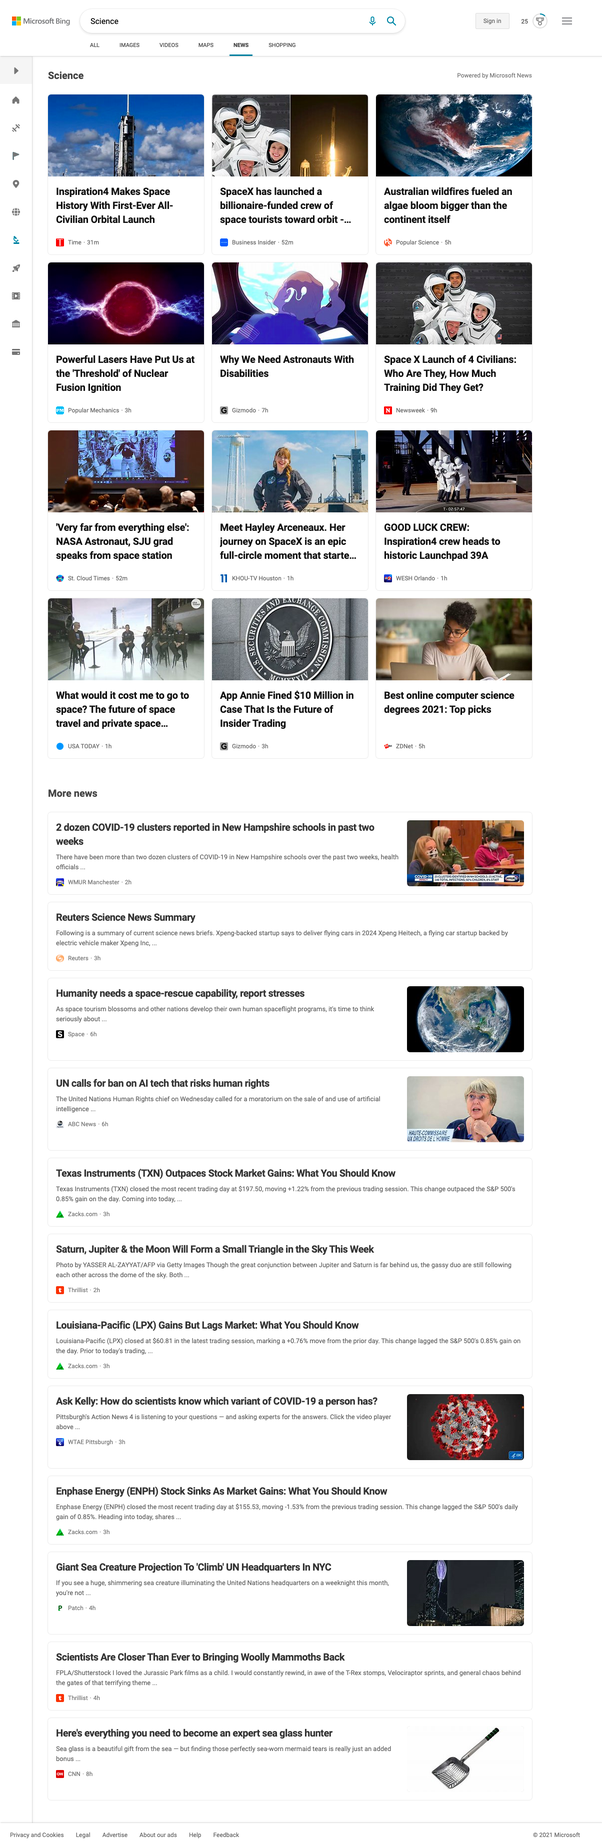 Microsoft Bing
Science
Sign in
25
ALL
IMAGES
VIDEOS
MAPS
NEWS
SHOPPING
Science
Powered by Microsoft News
Inspiration4 Makes Space
History With First-Ever All-
Civilian Orbital Launch
Time · 31m
SpaceX has launched a
billionaire-funded crew of
space tourists toward orbit -...
Business Insider · 52m
Australian wildfires fueled an
algae bloom bigger than the
continent itself
Popular Science · 5h
Powerful Lasers Have Put Us at
the 'Threshold' of Nuclear
Fusion Ignition
Popular Mechanics · 3h
Why We Need Astronauts With
Disabilities
Gizmodo · 7h
Space X Launch of 4 Civilians:
Who Are They, How Much
Training Did They Get?
Newsweek · 9h
'Very far from everything else':
NASA Astronaut, SJU grad
speaks from space station
St. Cloud Times · 52m
Meet Hayley Arceneaux. Her
journey on SpaceX is an epic
full-circle moment that starte...
KHOU-TV Houston · 1h
GOOD LUCK CREW:
Inspiration4 crew heads to
historic Launchpad 39A
WESH Orlando · 1h
What would it cost me to go to
space? The future of space
travel and private space...
USA TODAY · 1h
SECURITIES AND EXCHANGE COMMISSION
MCMXXXIV
App Annie Fined $10 Million in
Case That Is the Future of
Insider Trading
Gizmodo · 3h
Best online computer science
degrees 2021: Top picks
ZDNet · 5h
More news
2 dozen COVID-19 clusters reported in New Hampshire schools in past two
weeks
There have been more than two dozen clusters of COVID-19 in New Hampshire schools over the past two weeks, health
officials ...
WMUR Manchester · 2h
Reuters Science News Summary
Following is a summary of current science news briefs. Xpeng-backed startup says to deliver flying cars in 2024 Xpeng Heitech, a flying car startup backed by
electric vehicle maker Xpeng Inc, ...
Reuters · 3h
Humanity needs a space-rescue capability, report stresses
As space tourism blossoms and other nations develop their own human spaceflight programs, it's time to think
seriously about ...
Space · 6h
UN calls for ban on AI tech that risks human rights
The United Nations Human Rights chief on Wednesday called for a moratorium on the sale of and use of artificial
intelligence ...
ABC News · 6h
HAUTE-COMMISSAIRE
AUX DROITS DE L'HOMME
Texas Instruments (TXN) Outpaces Stock Market Gains: What You Should Know
Texas Instruments (TXN) closed the most recent trading day at $197.50, moving +1.22% from the previous trading session. This change outpaced the S&P 500's
0.85% gain on the day. Coming into today, ...
Zacks.com · 3h
Saturn, Jupiter & the Moon Will Form a Small Triangle in the Sky This Week
Photo by YASSER AL-ZAYYAT/AFP via Getty Images Though the great conjunction between Jupiter and Saturn is far behind us, the gassy duo are still following
each other across the dome of the sky. Both ...
Thrillist · 2h
Louisiana-Pacific (LPX) Gains But Lags Market: What You Should Know
Louisiana-Pacific (LPX) closed at $60.81 in the latest trading session, marking a +0.76% move from the prior day. This change lagged the S&P 500's 0.85% gain on
the day. Prior to today's trading, ...
Zacks.com · 3h
Ask Kelly: How do scientists know which variant of COVID-19 a person has?
Pittsburgh's Action News 4 is listening to your questions — and asking experts for the answers. Click the video player
above ...
WTAE Pittsburgh · 3h
Enphase Energy (ENPH) Stock Sinks As Market Gains: What You Should Know
Enphase Energy (ENPH) closed the most recent trading day at $155.53, moving -1.53% from the previous trading session. This change lagged the S&P 500's daily
gain of 0.85%. Heading into today, shares ...
Zacks.com · 3h
Giant Sea Creature Projection To 'Climb' UN Headquarters In NYC
If you see a huge, shimmering sea creature illuminating the United Nations headquarters on a weeknight this month,
you're not ...
Patch · 4h
Scientists Are Closer Than Ever to Bringing Woolly Mammoths Back
FPLA/Shutterstock I loved the Jurassic Park films as a child. I would constantly rewind, in awe of the T-Rex stomps, Velociraptor sprints, and general chaos behind
the gates of that terrifying theme ...
Thrillist · 4h
Here's everything you need to become an expert sea glass hunter
Sea glass is a beautiful gift from the sea — but finding those perfectly sea-worn mermaid tears is really just an added
bonus ...
CNN · 8h
Privacy and Cookies
Legal
Advertise
About our ads
Help
Feedback
© 2021 Microsoft